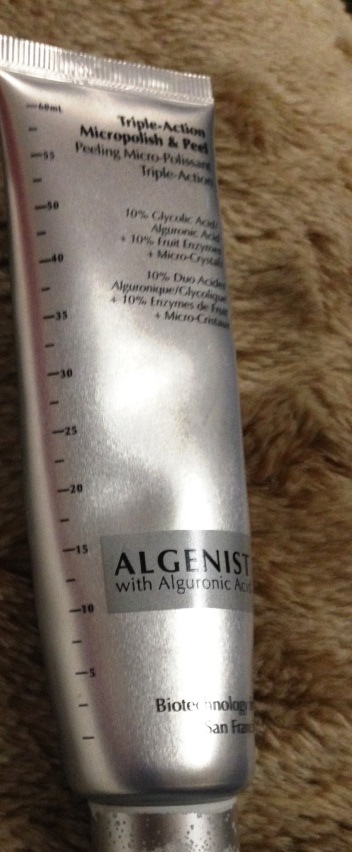 60mL
Triple-Action
Micropolish & Peel
Peeling Micro-Polissant
Triple-Action
55
50
10% Glycolic Acid/
Alguronic Acid
+ 10% Fruit Enzymes
+ Micro-Crystals
40
10% Duo Acides
Alguronique/Glycolique
+ 10% Enzymes de Fruit
+ Micro-Cristaux
35
30
25
20
15
ALGENIST
with Alguronic Acid
10
5
Biotechnology
San Franc